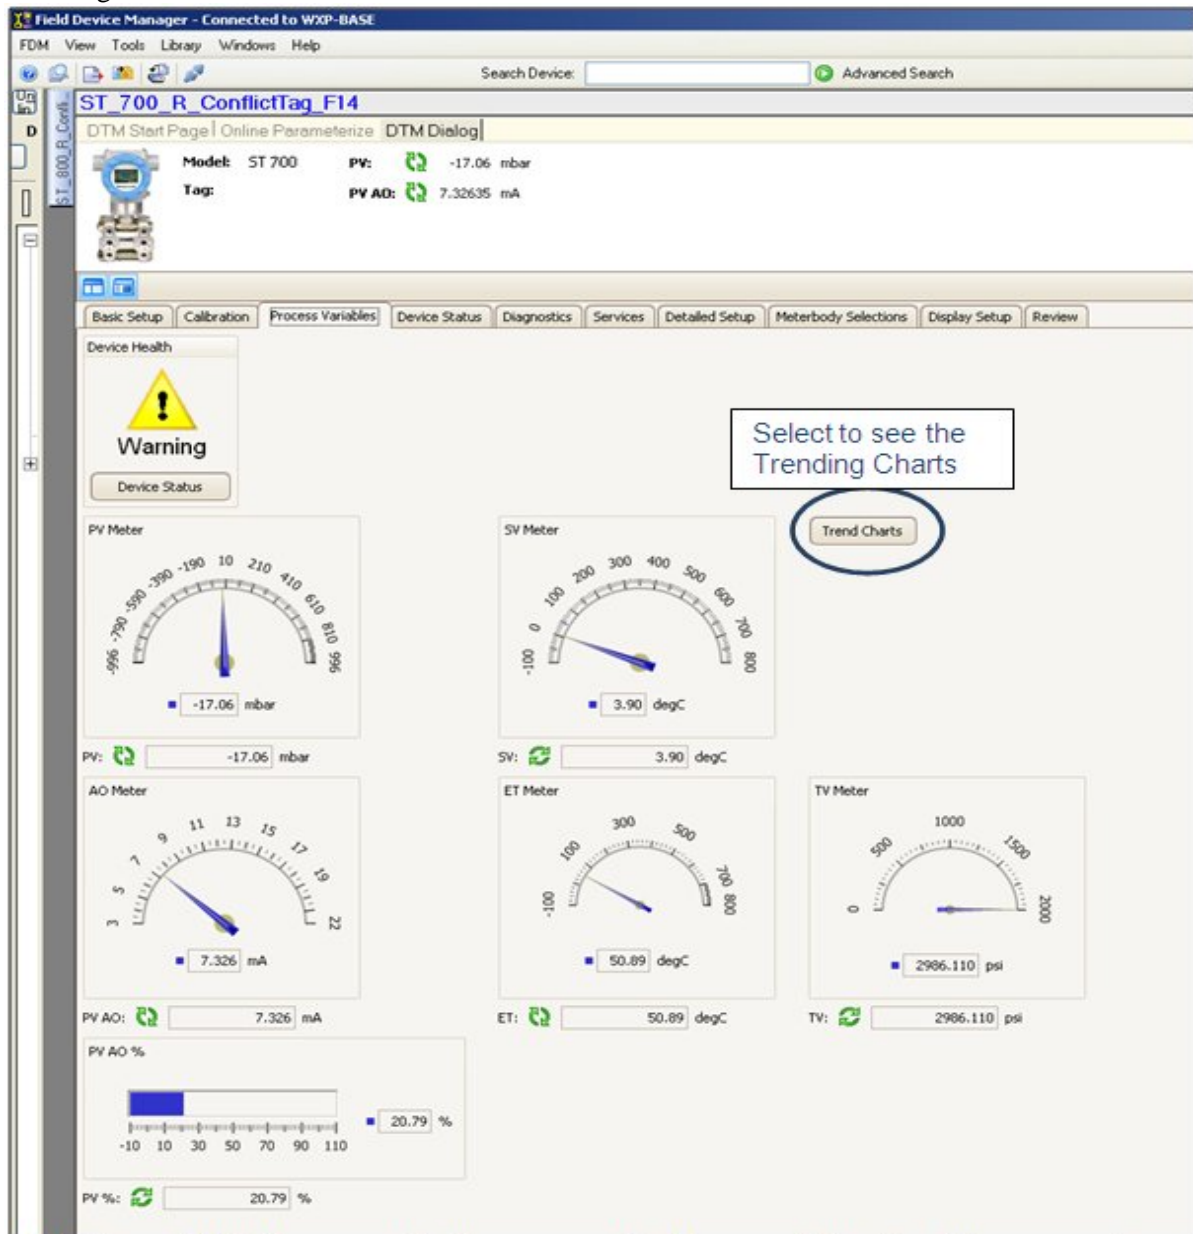 Field Device Manager - Connected to WXP-BASE
FDM View Tools Library Windows Help
Search Device: Advanced Search
ST_700_R_ConflictTag_F14
ST_800_R_Confli...
D
DTM Start Page Online Parameterize DTM Dialog
Model: ST 700 PV: -17.06 mbar
Tag: PV AO: 7.32635 mA
Basic Setup Calibration Process Variables Device Status Diagnostics Services Detailed Setup Meterbody Selections Display Setup Review
Device Health
Warning
Device Status
Select to see the
Trending Charts
Trend Charts
PV Meter
-996 -790 -590 -390 -190 10 210 410 610 810 996
-17.06 mbar
PV: -17.06 mbar
SV Meter
-100 0 100 200 300 400 500 600 700 800
3.90 degC
SV: 3.90 degC
AO Meter
3 5 7 9 11 13 15 17 19 22
7.326 mA
PV AO: 7.326 mA
ET Meter
-100 100 300 500 700 800
50.89 degC
ET: 50.89 degC
TV Meter
0 500 1000 1500 2000
2986.110 psi
TV: 2986.110 psi
PV AO %
-10 10 30 50 70 90 110
20.79 %
PV %: 20.79 %